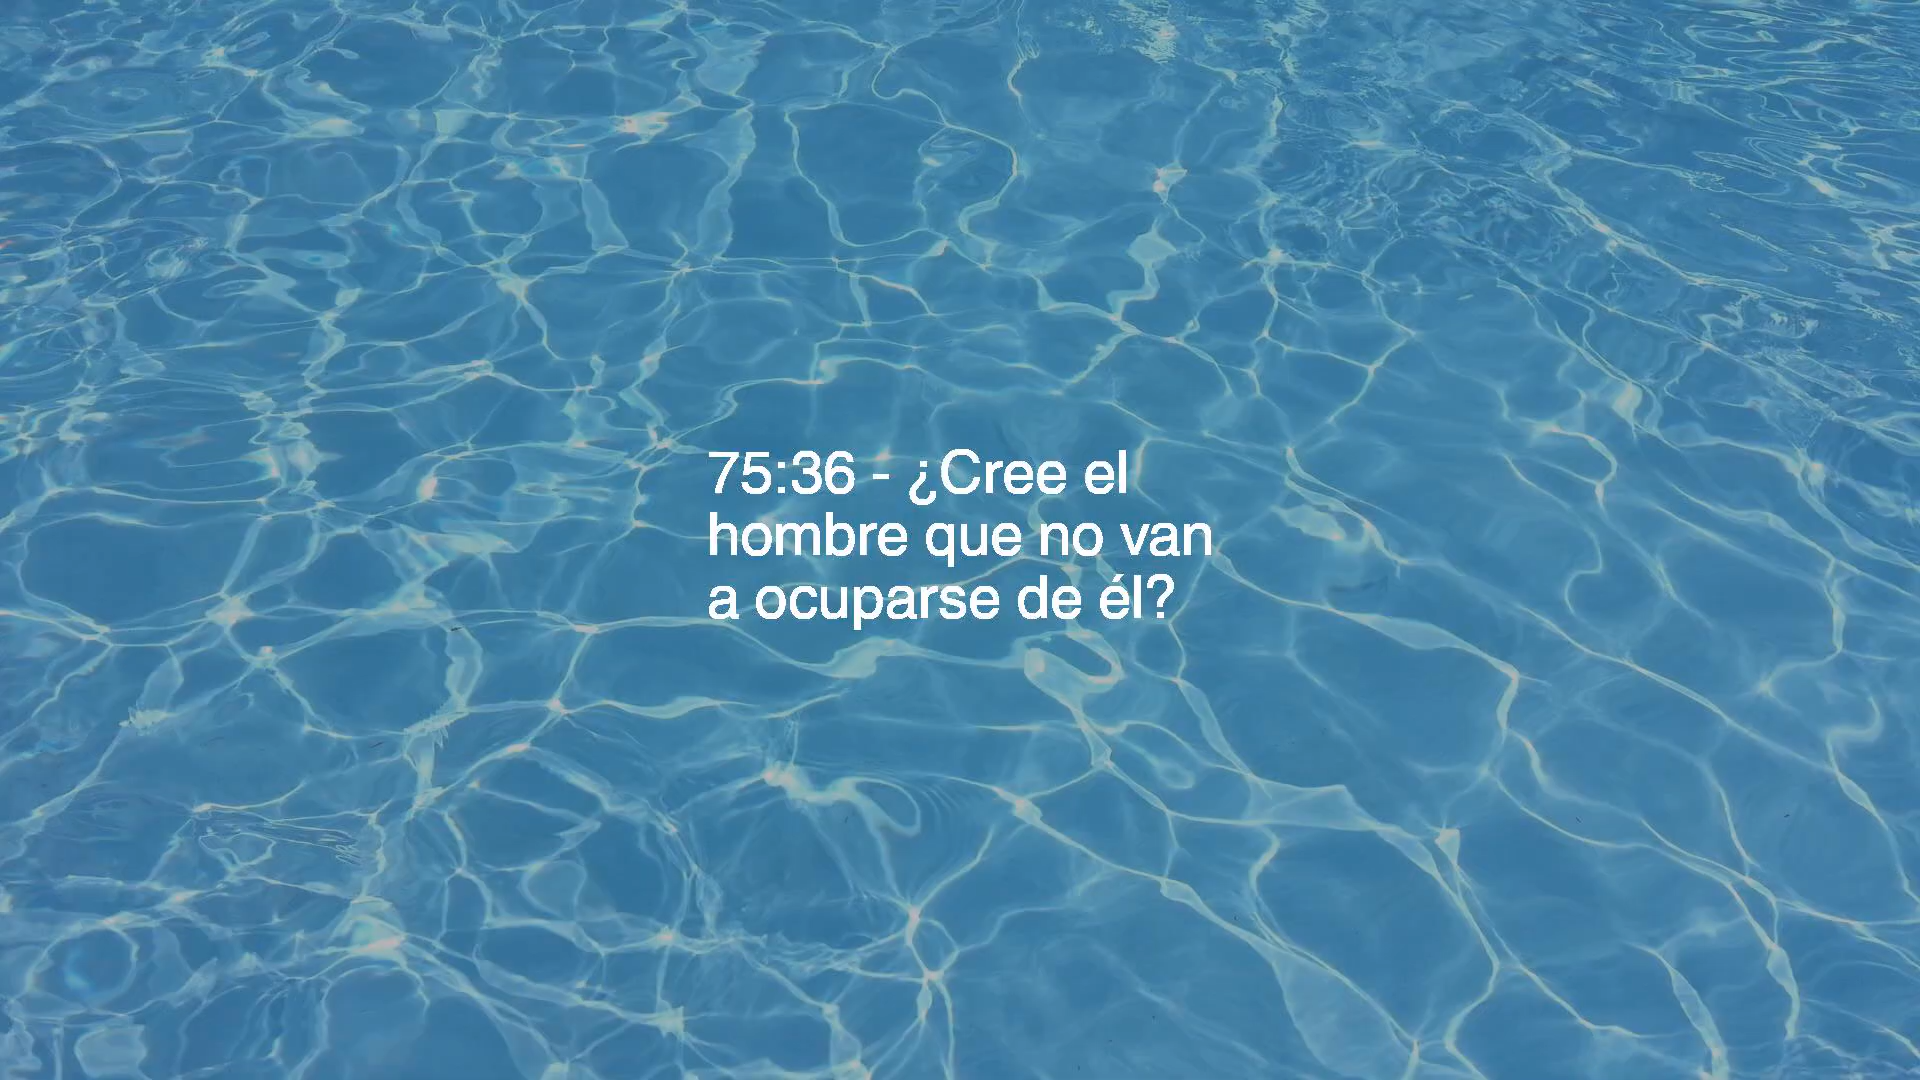 75:36 - ¿Cree el
hombre que no van
a ocuparse de él?